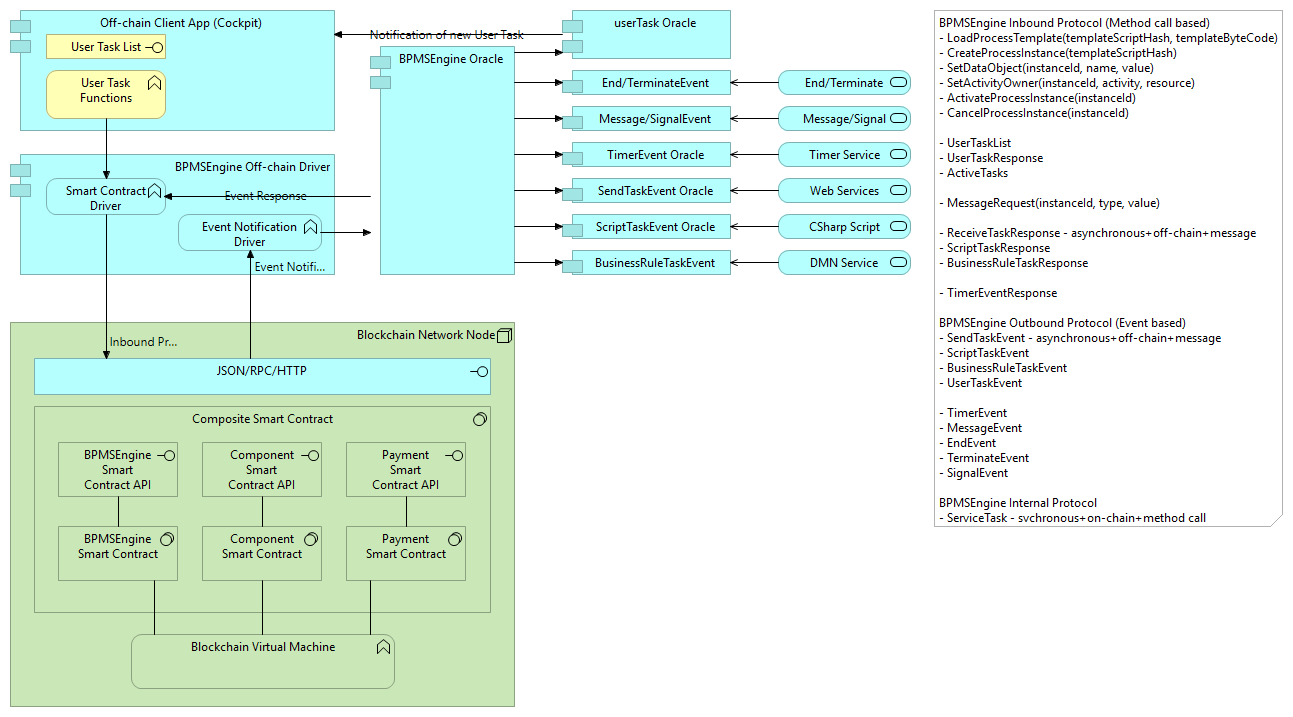 Off-chain Client App (Cockpit)
User Task List
User Task
Functions
Notification of new User Task
userTask Oracle
BPMSEngine Oracle
End/TerminateEvent
End/Terminate
Message/SignalEvent
Message/Signal
TimerEvent Oracle
Timer Service
SendTaskEvent Oracle
Web Services
ScriptTaskEvent Oracle
CSharp Script
BusinessRuleTaskEvent
DMN Service
BPMSEngine Off-chain Driver
Smart Contract
Driver
Event Response
Event Notification
Driver
Event Notifi...
Inbound Pr...
Blockchain Network Node
JSON/RPC/HTTP
Composite Smart Contract
BPMSEngine
Smart
Contract API
Component
Smart
Contract API
Payment
Smart
Contract API
BPMSEngine
Smart Contract
Component
Smart Contract
Payment
Smart Contract
Blockchain Virtual Machine
BPMSEngine Inbound Protocol (Method call based)
- LoadProcessTemplate(templateScriptHash, templateByteCode)
- CreateProcessInstance(templateScriptHash)
- SetDataObject(instanceId, name, value)
- SetActivityOwner(instanceId, activity, resource)
- ActivateProcessInstance(instanceId)
- CancelProcessInstance(instanceId)
- UserTaskList
- UserTaskResponse
- ActiveTasks
- MessageRequest(instanceId, type, value)
- ReceiveTaskResponse - asynchronous+off-chain+message
- ScriptTaskResponse
- BusinessRuleTaskResponse
- TimerEventResponse
BPMSEngine Outbound Protocol (Event based)
- SendTaskEvent - asynchronous+off-chain+message
- ScriptTaskEvent
- BusinessRuleTaskEvent
- UserTaskEvent
- TimerEvent
- MessageEvent
- EndEvent
- TerminateEvent
- SignalEvent
BPMSEngine Internal Protocol
- ServiceTask - svchronous+on-chain+method call